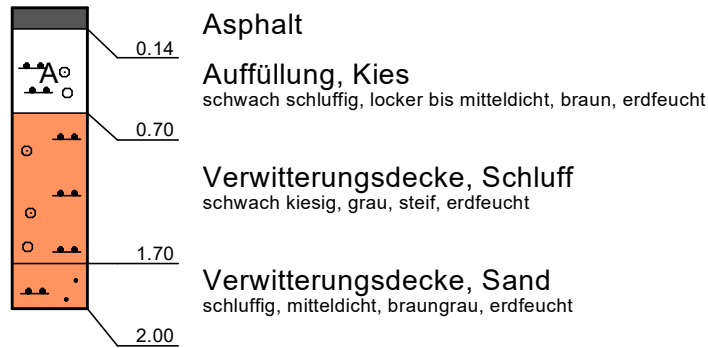 Asphalt
0.14
A
Auffüllung, Kies
schwach schluffig, locker bis mitteldicht, braun, erdfeucht
0.70
Verwitterungsdecke, Schluff
schwach kiesig, grau, steif, erdfeucht
1.70
Verwitterungsdecke, Sand
schluffig, mitteldicht, braungrau, erdfeucht
2.00